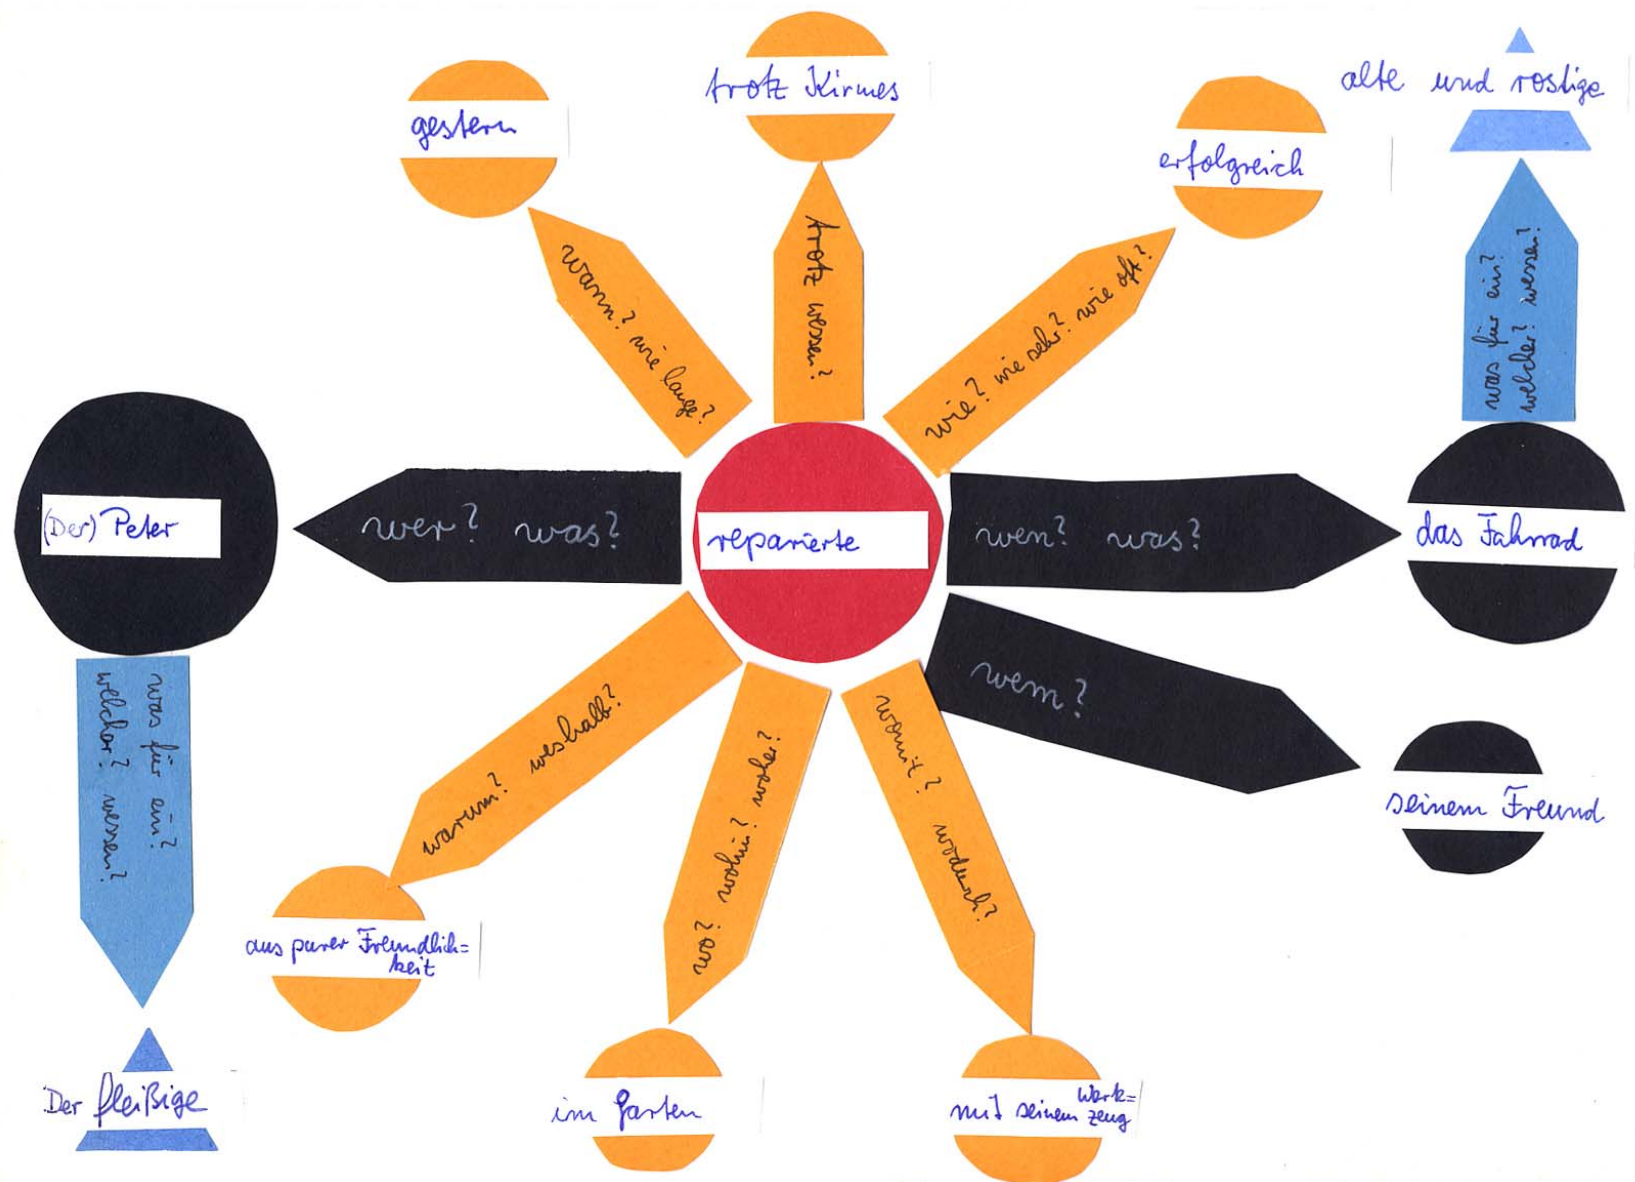 trotz Kirmes
gestern
erfolgreich
alte und rostige
wann? wie lange?
trotz wessen?
wie? wie sehr? wie oft?
was für ein?
welcher? wessen?
(Der) Peter
wer? was?
reparierte
wen? was?
das Fahrrad
wem?
seinem Freund
was für ein?
welcher? wessen?
warum? weshalb?
wo? wohin? woher?
womit? wodurch?
aus purer Freundlich=
keit
Der fleißige
im Garten
mit seinem Werk=
zeug